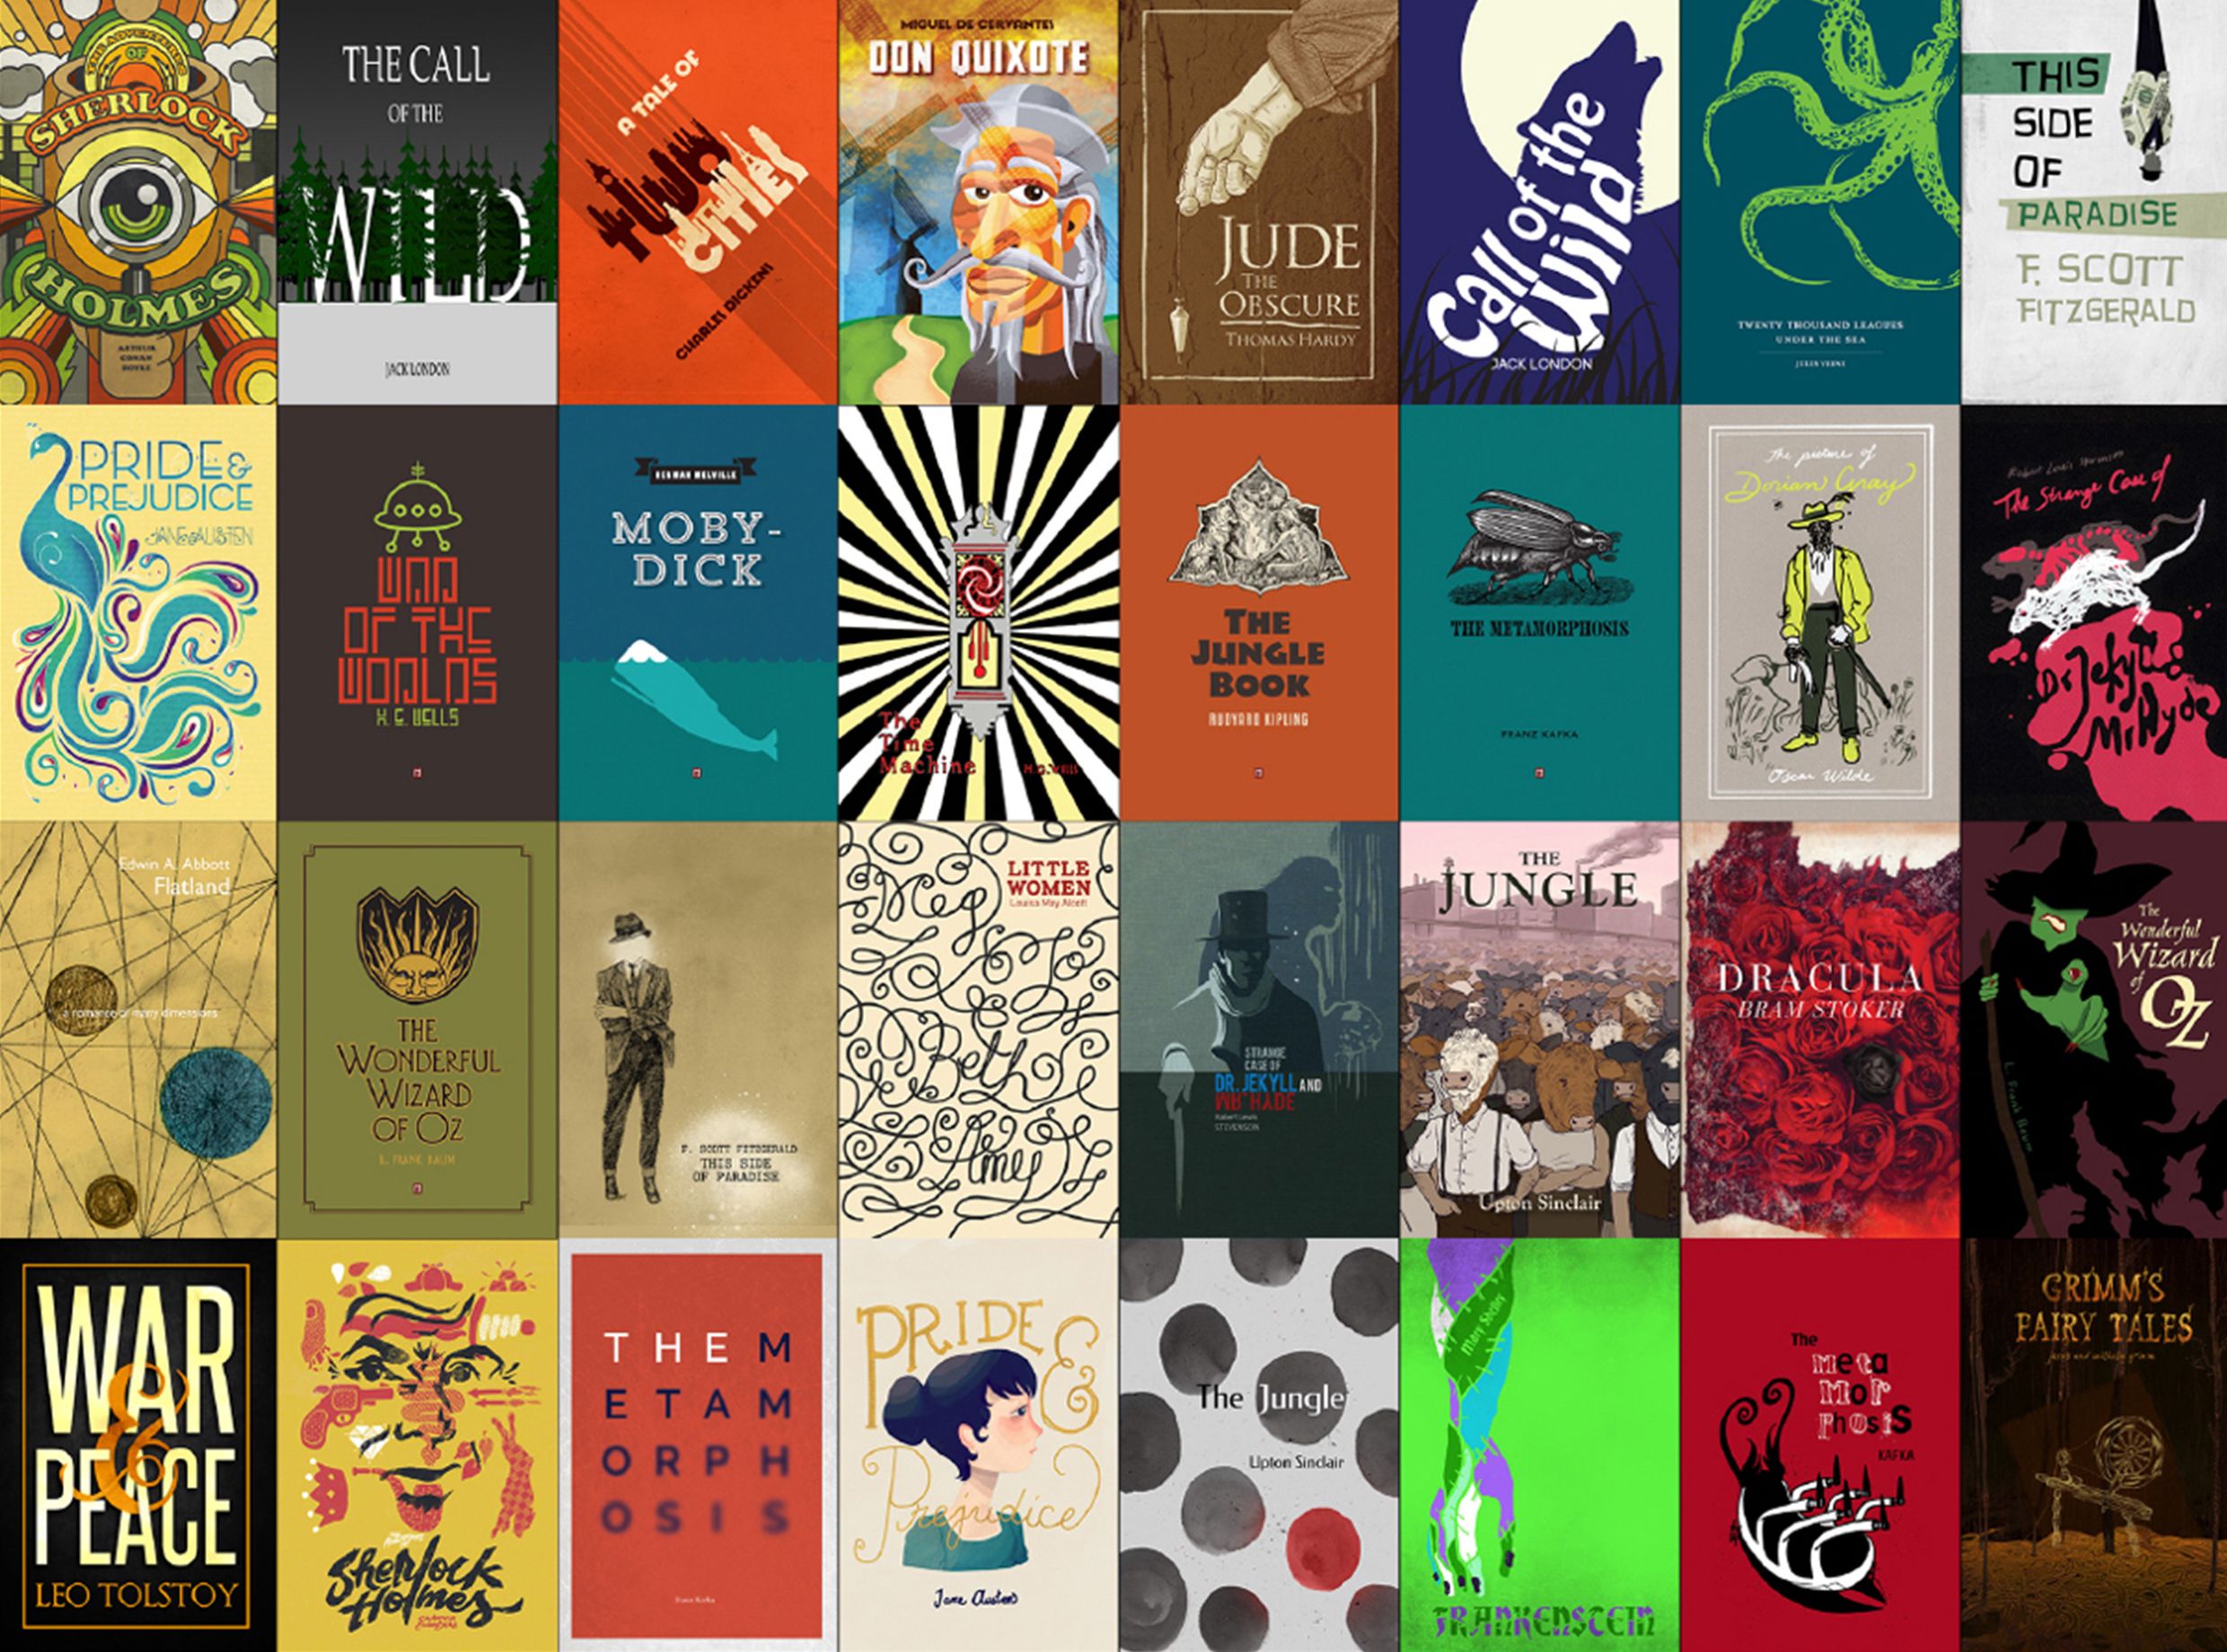 THE ADVENTURES
OF
SHERLOCK
HOLMES
ARTHUR
CONAN
DOYLE
THE CALL
OF THE
WILD
JACK LONDON
A TALE OF
TWO
CITIES
CHARLES DICKENS
MIGUEL DE CERVANTES
DON QUIXOTE
JUDE
THE
OBSCURE
THOMAS HARDY
Call of the
Wild
JACK LONDON
TWENTY THOUSAND LEAGUES
UNDER THE SEA
JULES VERNE
THIS
SIDE
OF
PARADISE
F. SCOTT
FITZGERALD
PRIDE &
PREJUDICE
JANE AUSTEN
WAR
OF THE
WORLDS
H. G. WELLS
HERMAN MELVILLE
MOBY-
DICK
The
Time
Machine
H.G. Wells
THE
JUNGLE
BOOK
RUDYARD KIPLING
THE METAMORPHOSIS
FRANZ KAFKA
The picture of
Dorian Gray
Oscar Wilde
Robert Louis Stevenson
The Strange Case of
Dr Jekyll &
Mr Hyde
Edwin A. Abbott
Flatland
a romance of many dimensions
THE
WONDERFUL
WIZARD
OF OZ
L. FRANK BAUM
F. SCOTT FITZGERALD
THIS SIDE
OF PARADISE
LITTLE
WOMEN
Louisa May Alcott
Meg
Jo
Beth
Amy
STRANGE
CASE OF
DR. JEKYLL AND
Robert Louis
STEVENSON
THE
JUNGLE
Upton Sinclair
DRACULA
BRAM STOKER
The
Wonderful
Wizard
of
OZ
L. Frank Baum
WAR
&
PEACE
LEO TOLSTOY
Sherlock
Holmes
THE M
ETAM
ORPH
OSIS
Franz Kafka
PRIDE
&
Prejudice
Jane Austen's
The Jungle
Upton Sinclair
Mary Shelley
FRANKENSTEIN
The
meta
mor
phosis
KAFKA
GRIMM'S
FAIRY TALES